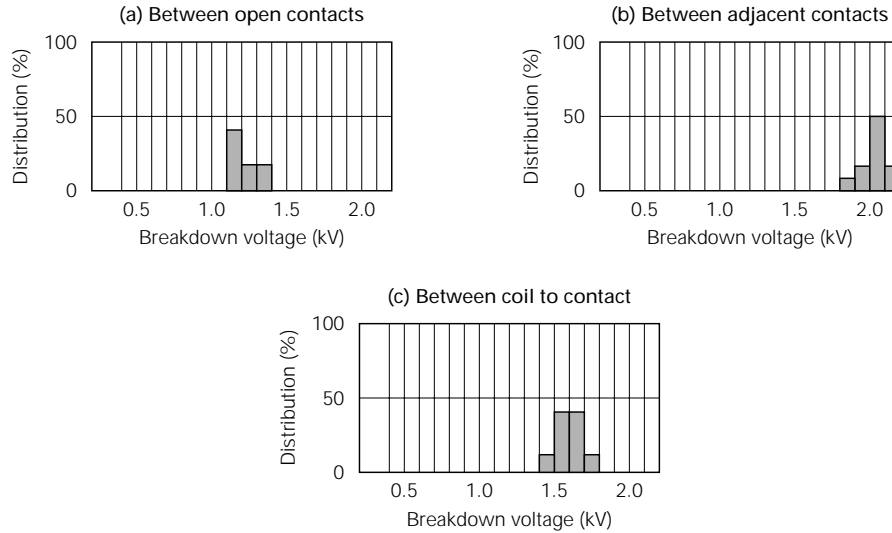 (a) Between open contacts
100
50
0
Distribution (%)
0.5 1.0 1.5 2.0
Breakdown voltage (kV)
(b) Between adjacent contacts
100
50
0
Distribution (%)
0.5 1.0 1.5 2.0
Breakdown voltage (kV)
(c) Between coil to contact
100
50
0
Distribution (%)
0.5 1.0 1.5 2.0
Breakdown voltage (kV)